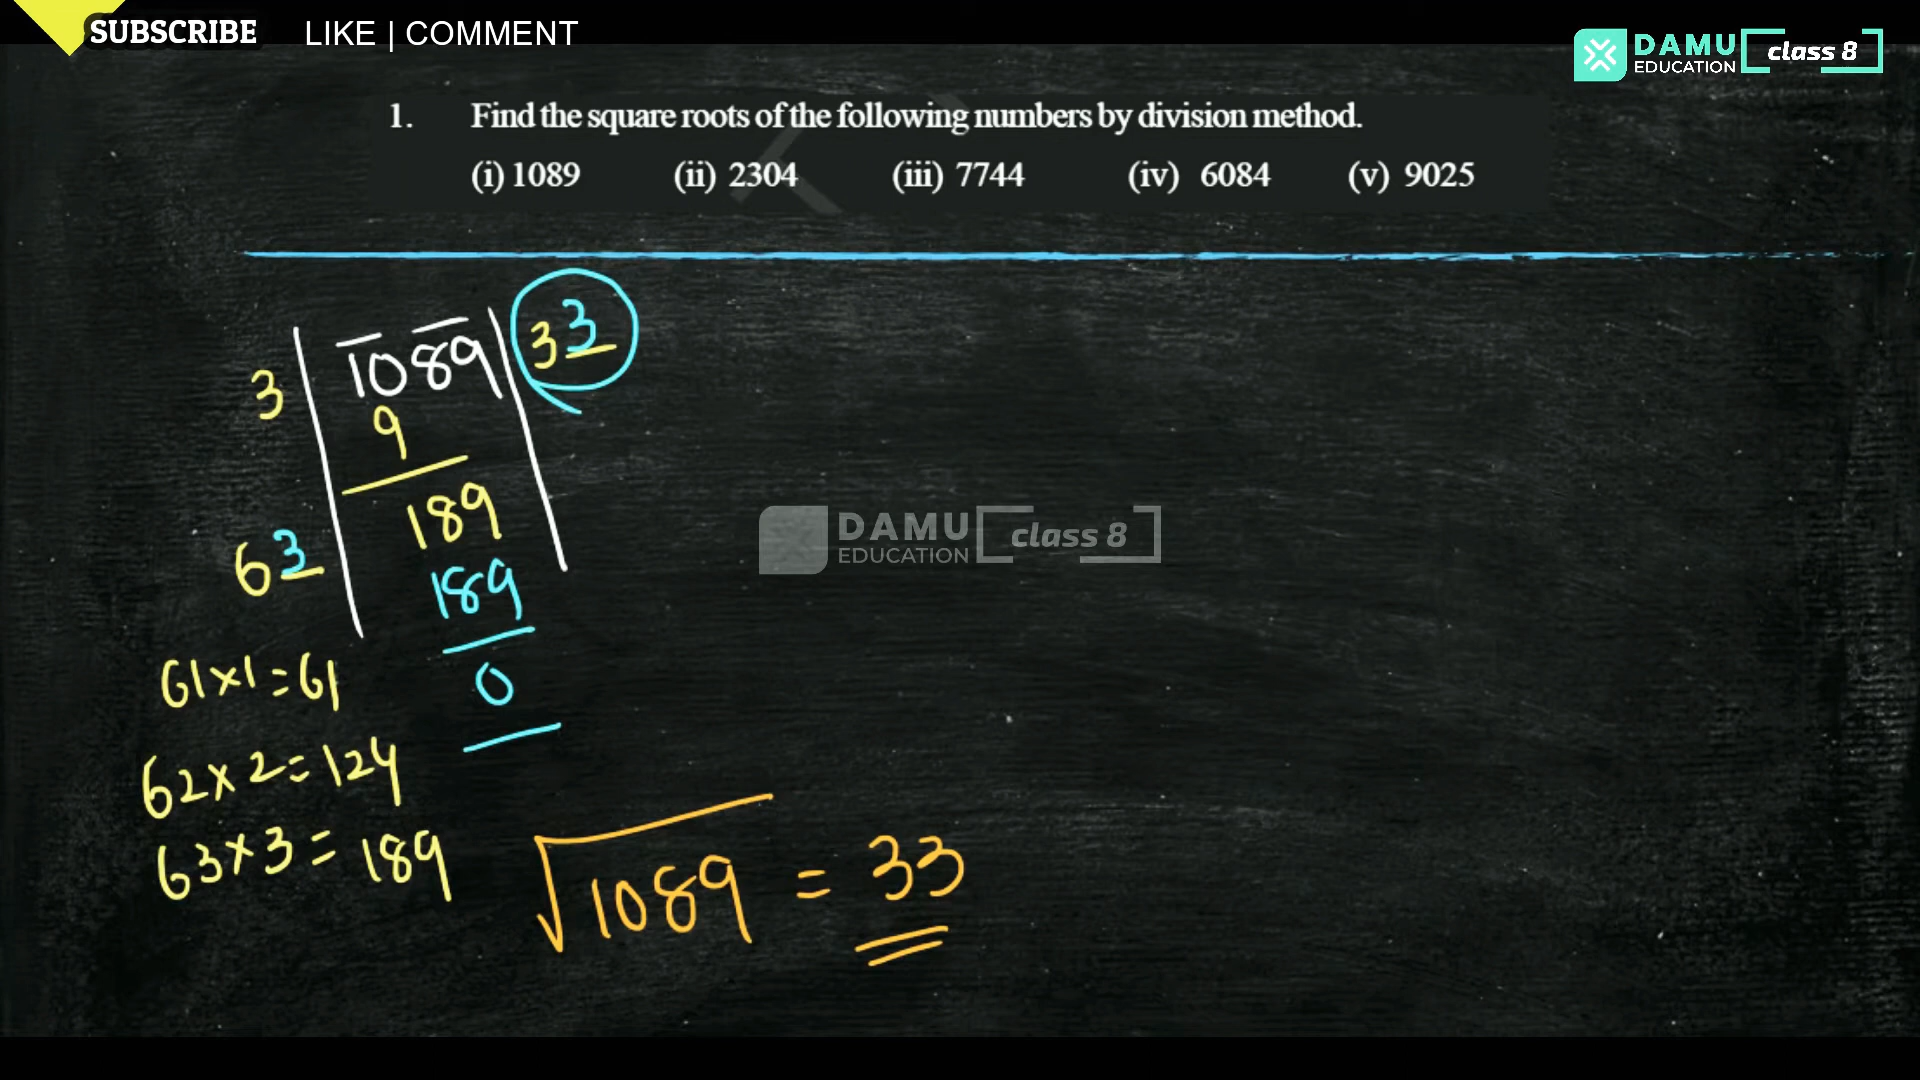 SUBSCRIBE LIKE | COMMENT
DAMU EDUCATION class 8
1. Find the square roots of the following numbers by division method.
(i) 1089 (ii) 2304 (iii) 7744 (iv) 6084 (v) 9025
3 1089 33
9
189
63 189
0
61×1=61
62×2=124
63×3=189
√1089 = 33
DAMU EDUCATION class 8